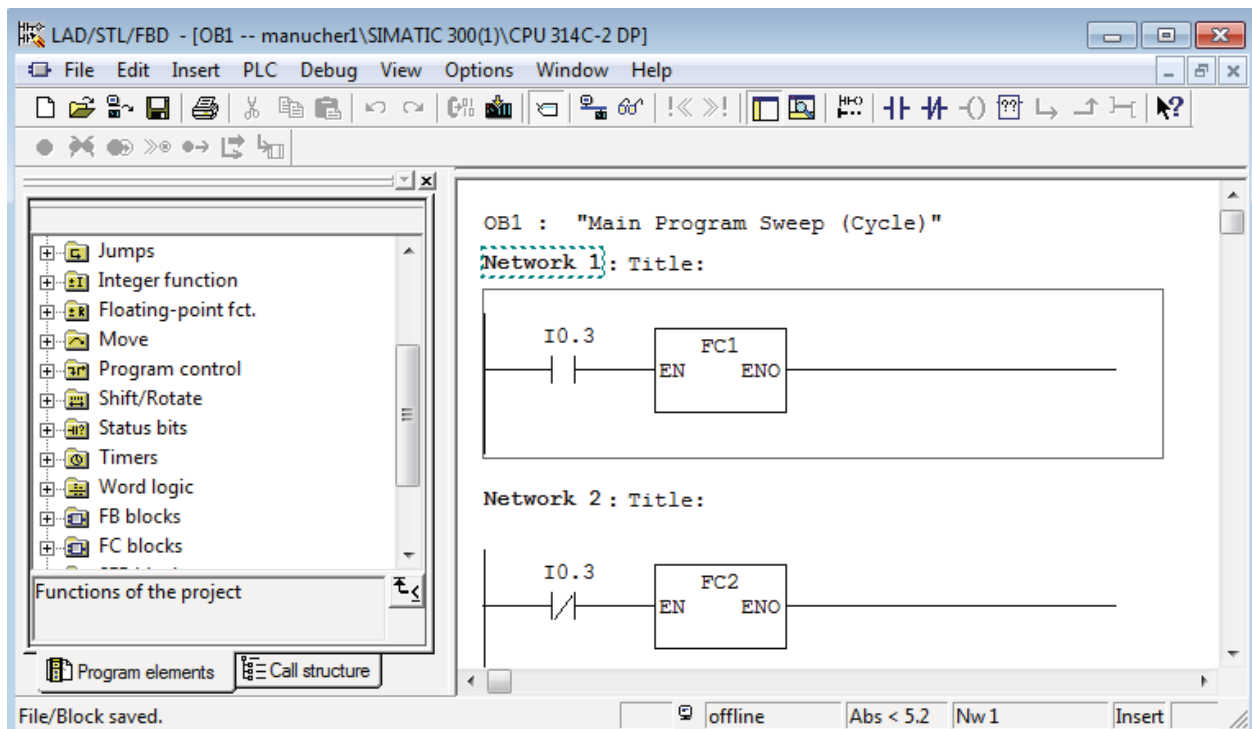 LAD/STL/FBD - [OB1 -- manucher1\SIMATIC 300(1)\CPU 314C-2 DP]
File Edit Insert PLC Debug View Options Window Help
Jumps
Integer function
Floating-point fct.
Move
Program control
Shift/Rotate
Status bits
Timers
Word logic
FB blocks
FC blocks
Functions of the project
Program elements
Call structure
OB1 : "Main Program Sweep (Cycle)"
Network 1: Title:
I0.3
FC1
EN ENO
Network 2: Title:
I0.3
FC2
EN ENO
File/Block saved.
offline
Abs < 5.2
Nw 1
Insert